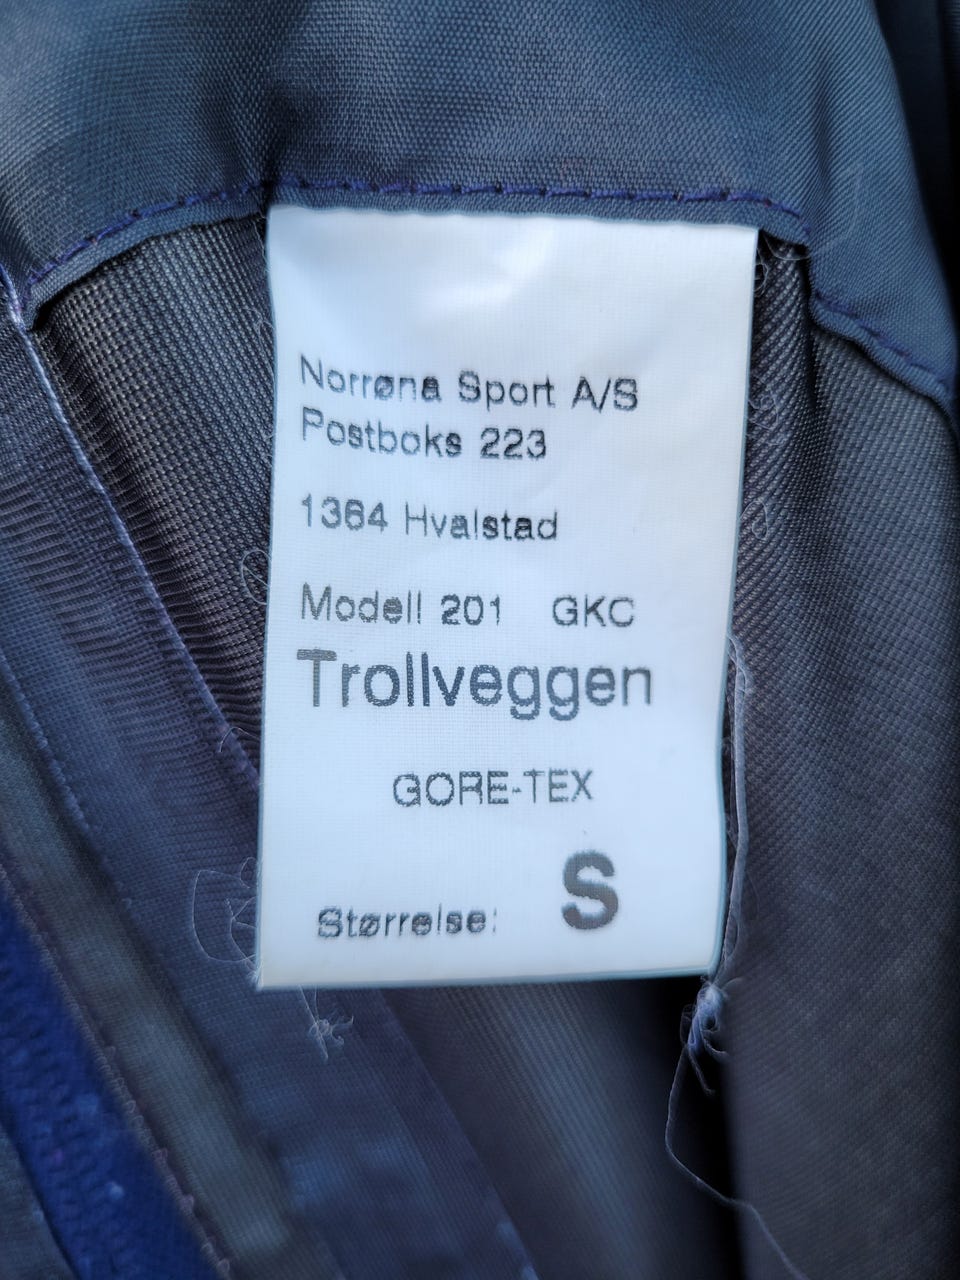 Norrøna Sport A/S
Postboks 223
1364 Hvalstad
Modell 201 GKC
Trollveggen
GORE-TEX
Størrelse: S